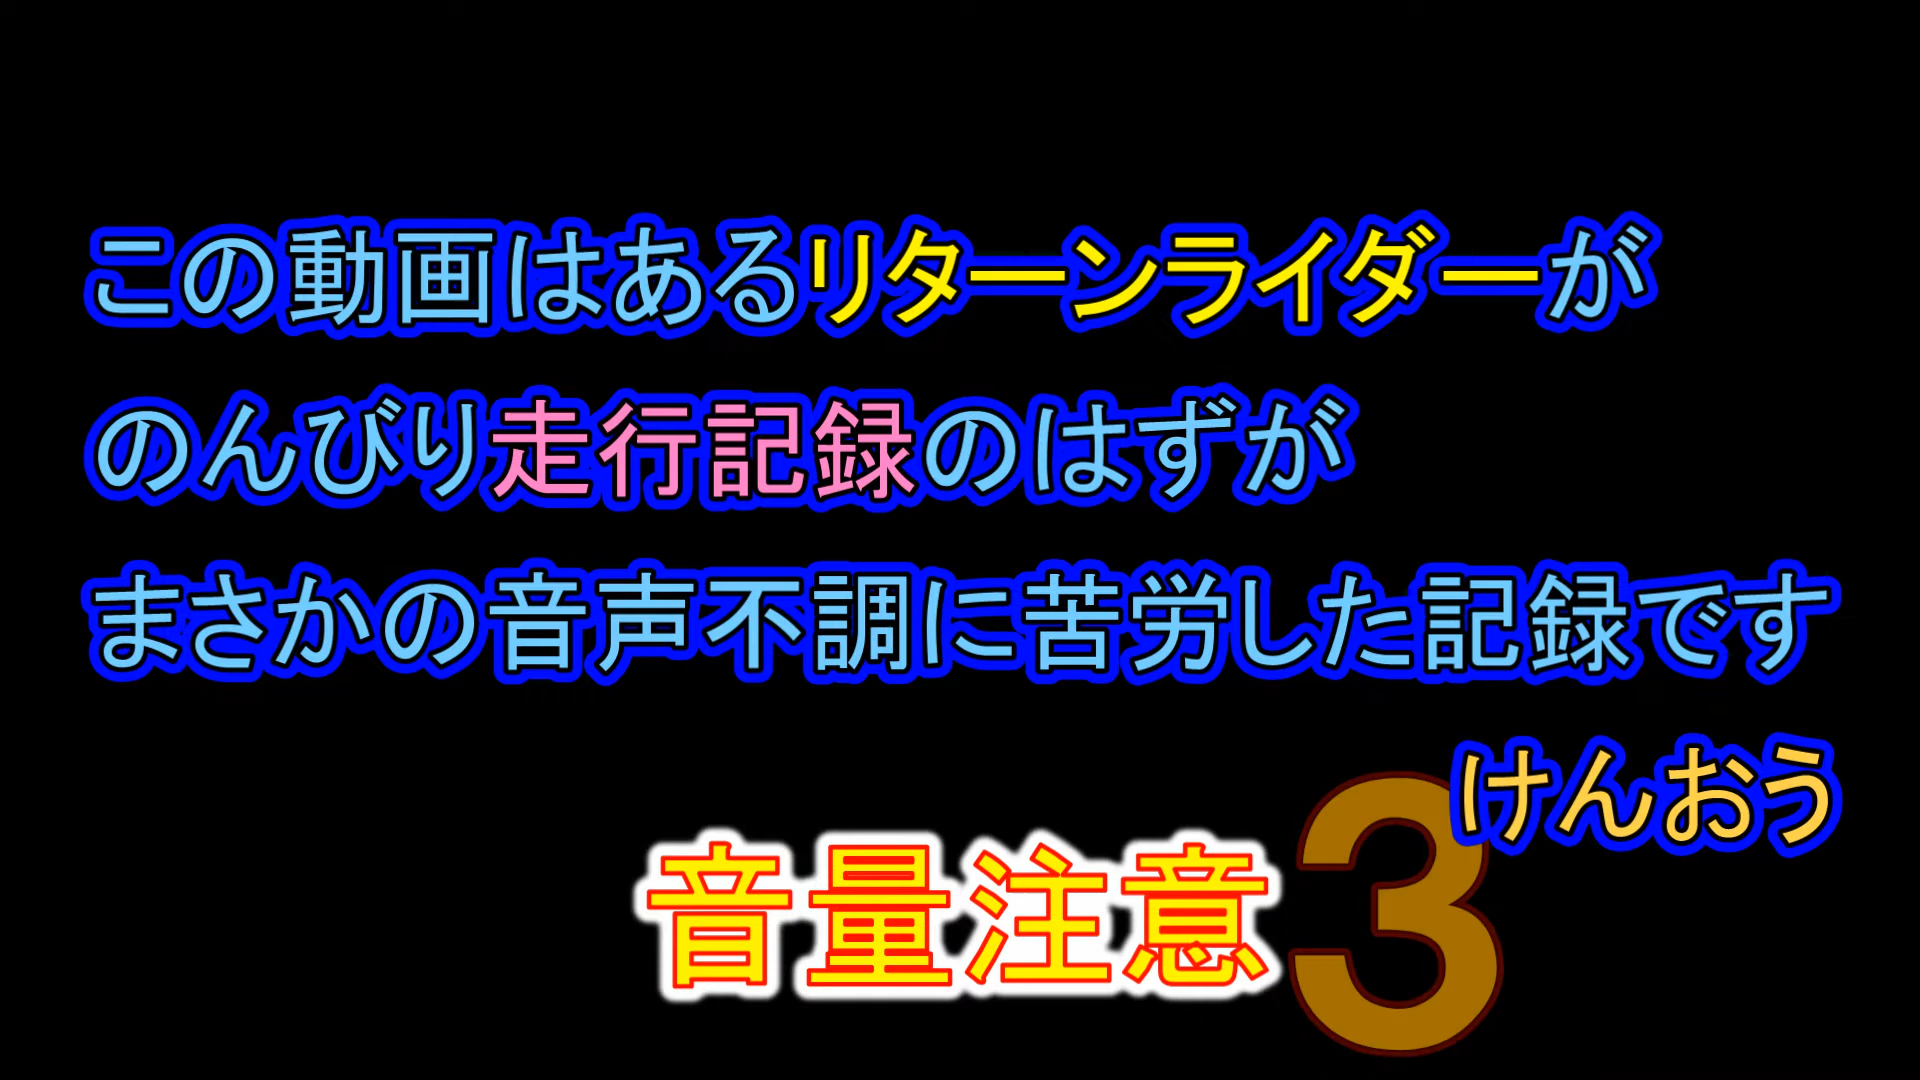 この動画はあるリターンライダーが
のんびり走行記録のはずが
まさかの音声不調に苦労した記録です
けんおう
音量注意
3